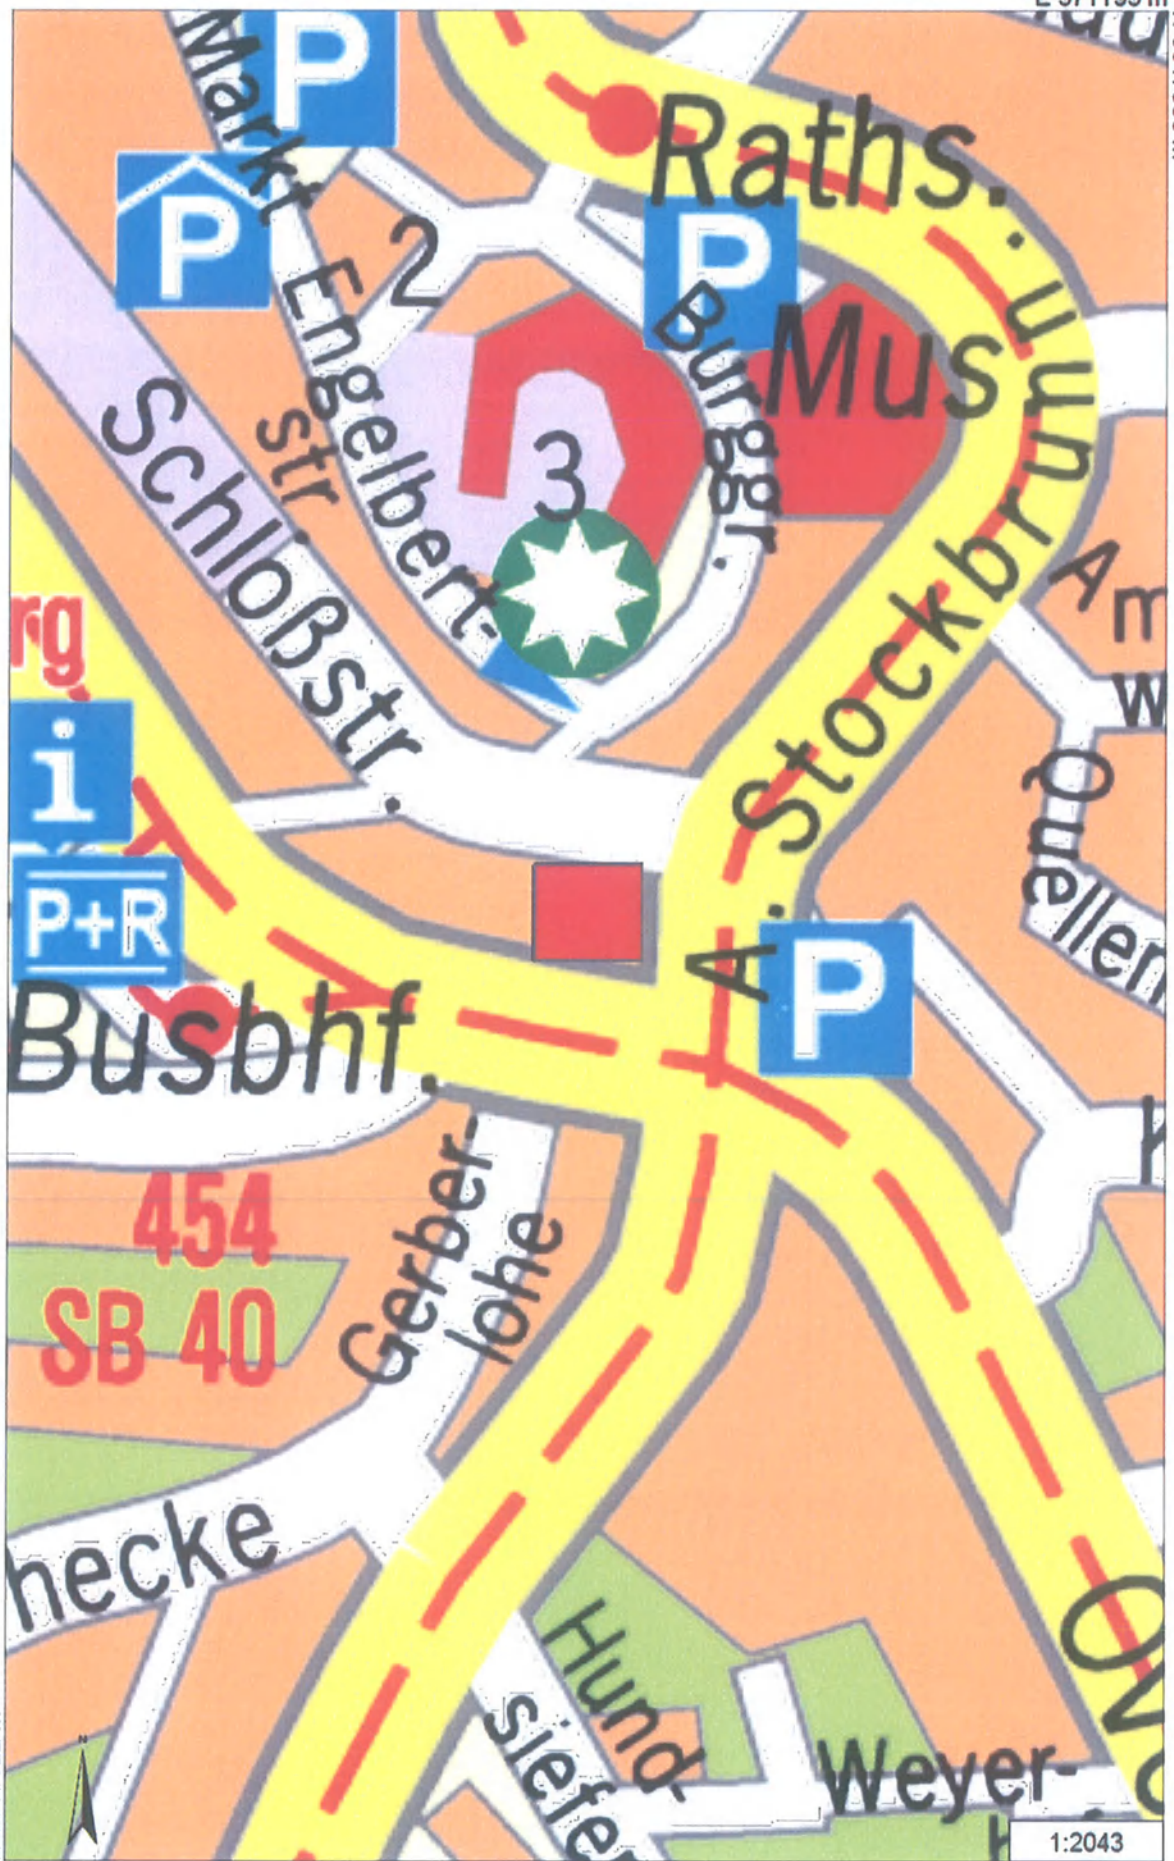 P
Markt
Raths.
P
2
P
Engelbert-
str.
Burggr.
Mus.
3
Schloßstr.
A. Stockbrunnen
Am
W
rg,
i
Quellen
P+R
P
Busbhf.
K
Gerber-
lohe
454
SB 40
hecke
Hund-
siefen
Weyer-
N
1:2043